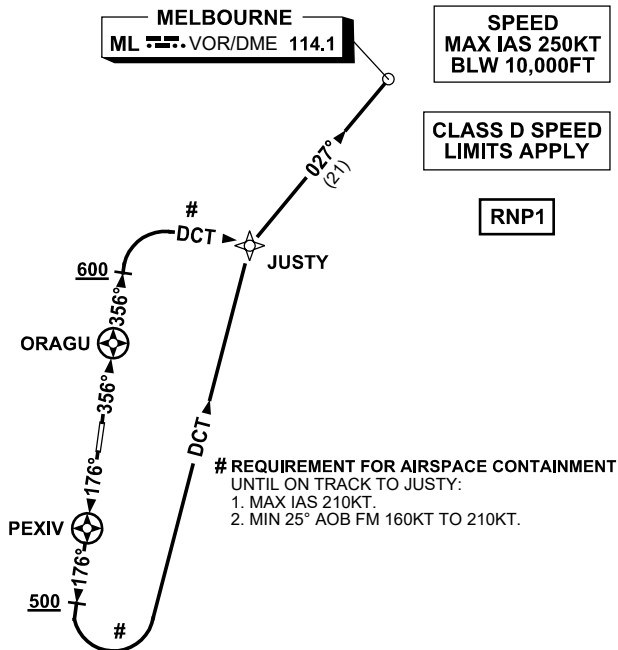 MELBOURNE
ML VOR/DME 114.1
SPEED
MAX IAS 250KT
BLW 10,000FT
CLASS D SPEED
LIMITS APPLY
RNP1
027°
(21)
#
DCT
JUSTY
600
356°
ORAGU
356°
176°
PEXIV
176°
500
#
DCT
# REQUIREMENT FOR AIRSPACE CONTAINMENT
UNTIL ON TRACK TO JUSTY:
1. MAX IAS 210KT.
2. MIN 25° AOB FM 160KT TO 210KT.